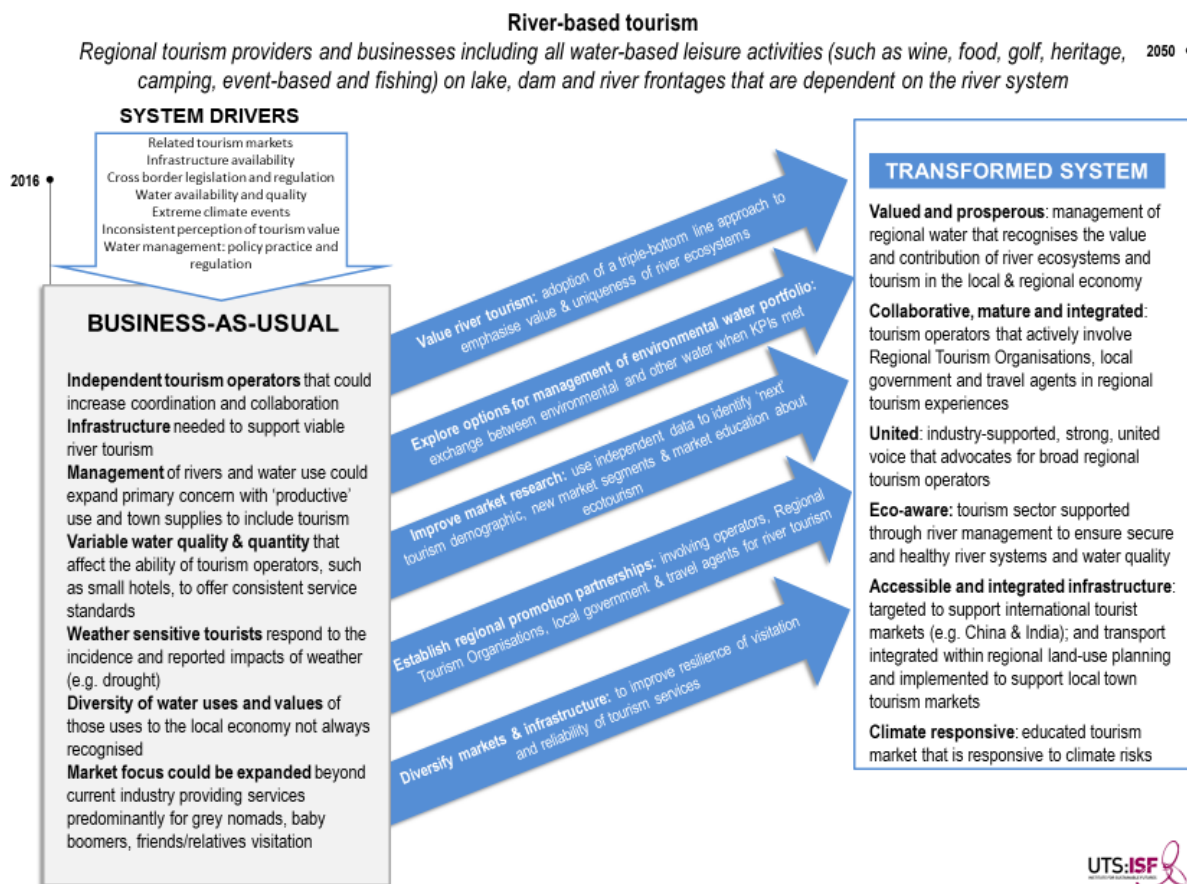 River-based tourism
Regional tourism providers and businesses including all water-based leisure activities (such as wine, food, golf, heritage,
camping, event-based and fishing) on lake, dam and river frontages that are dependent on the river system
2050
SYSTEM DRIVERS
Related tourism markets
Infrastructure availability
Cross border legislation and regulation
Water availability and quality
Extreme climate events
Inconsistent perception of tourism value
Water management: policy practice and
regulation
2016
BUSINESS-AS-USUAL
Independent tourism operators that could
increase coordination and collaboration
Infrastructure needed to support viable
river tourism
Management of rivers and water use could
expand primary concern with ‘productive’
use and town supplies to include tourism
Variable water quality & quantity that
affect the ability of tourism operators, such
as small hotels, to offer consistent service
standards
Weather sensitive tourists respond to the
incidence and reported impacts of weather
(e.g. drought)
Diversity of water uses and values of
those uses to the local economy not always
recognised
Market focus could be expanded beyond
current industry providing services
predominantly for grey nomads, baby
boomers, friends/relatives visitation
Value river tourism: adoption of a triple-bottom line approach to
emphasise value & uniqueness of river ecosystems
Explore options for management of environmental water portfolio:
exchange between environmental and other water when KPIs met
Improve market research: use independent data to identify ‘next’
tourism demographic, new market segments & market education about
ecotourism
Establish regional promotion partnerships: involving operators, Regional
Tourism Organisations, local government & travel agents for river tourism
Diversify markets & infrastructure: to improve resilience of visitation
and reliability of tourism services
TRANSFORMED SYSTEM
Valued and prosperous: management of
regional water that recognises the value
and contribution of river ecosystems and
tourism in the local & regional economy
Collaborative, mature and integrated:
tourism operators that actively involve
Regional Tourism Organisations, local
government and travel agents in regional
tourism experiences
United: industry-supported, strong, united
voice that advocates for broad regional
tourism operators
Eco-aware: tourism sector supported
through river management to ensure secure
and healthy river systems and water quality
Accessible and integrated infrastructure:
targeted to support international tourist
markets (e.g. China & India); and transport
integrated within regional land-use planning
and implemented to support local town
tourism markets
Climate responsive: educated tourism
market that is responsive to climate risks
UTS:ISF
INSTITUTE FOR SUSTAINABLE FUTURES